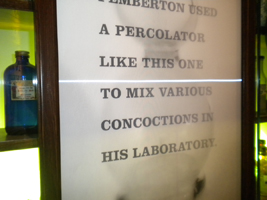 PEMBERTON USED
A PERCOLATOR
LIKE THIS ONE
TO MIX VARIOUS
CONCOCTIONS IN
HIS LABORATORY.